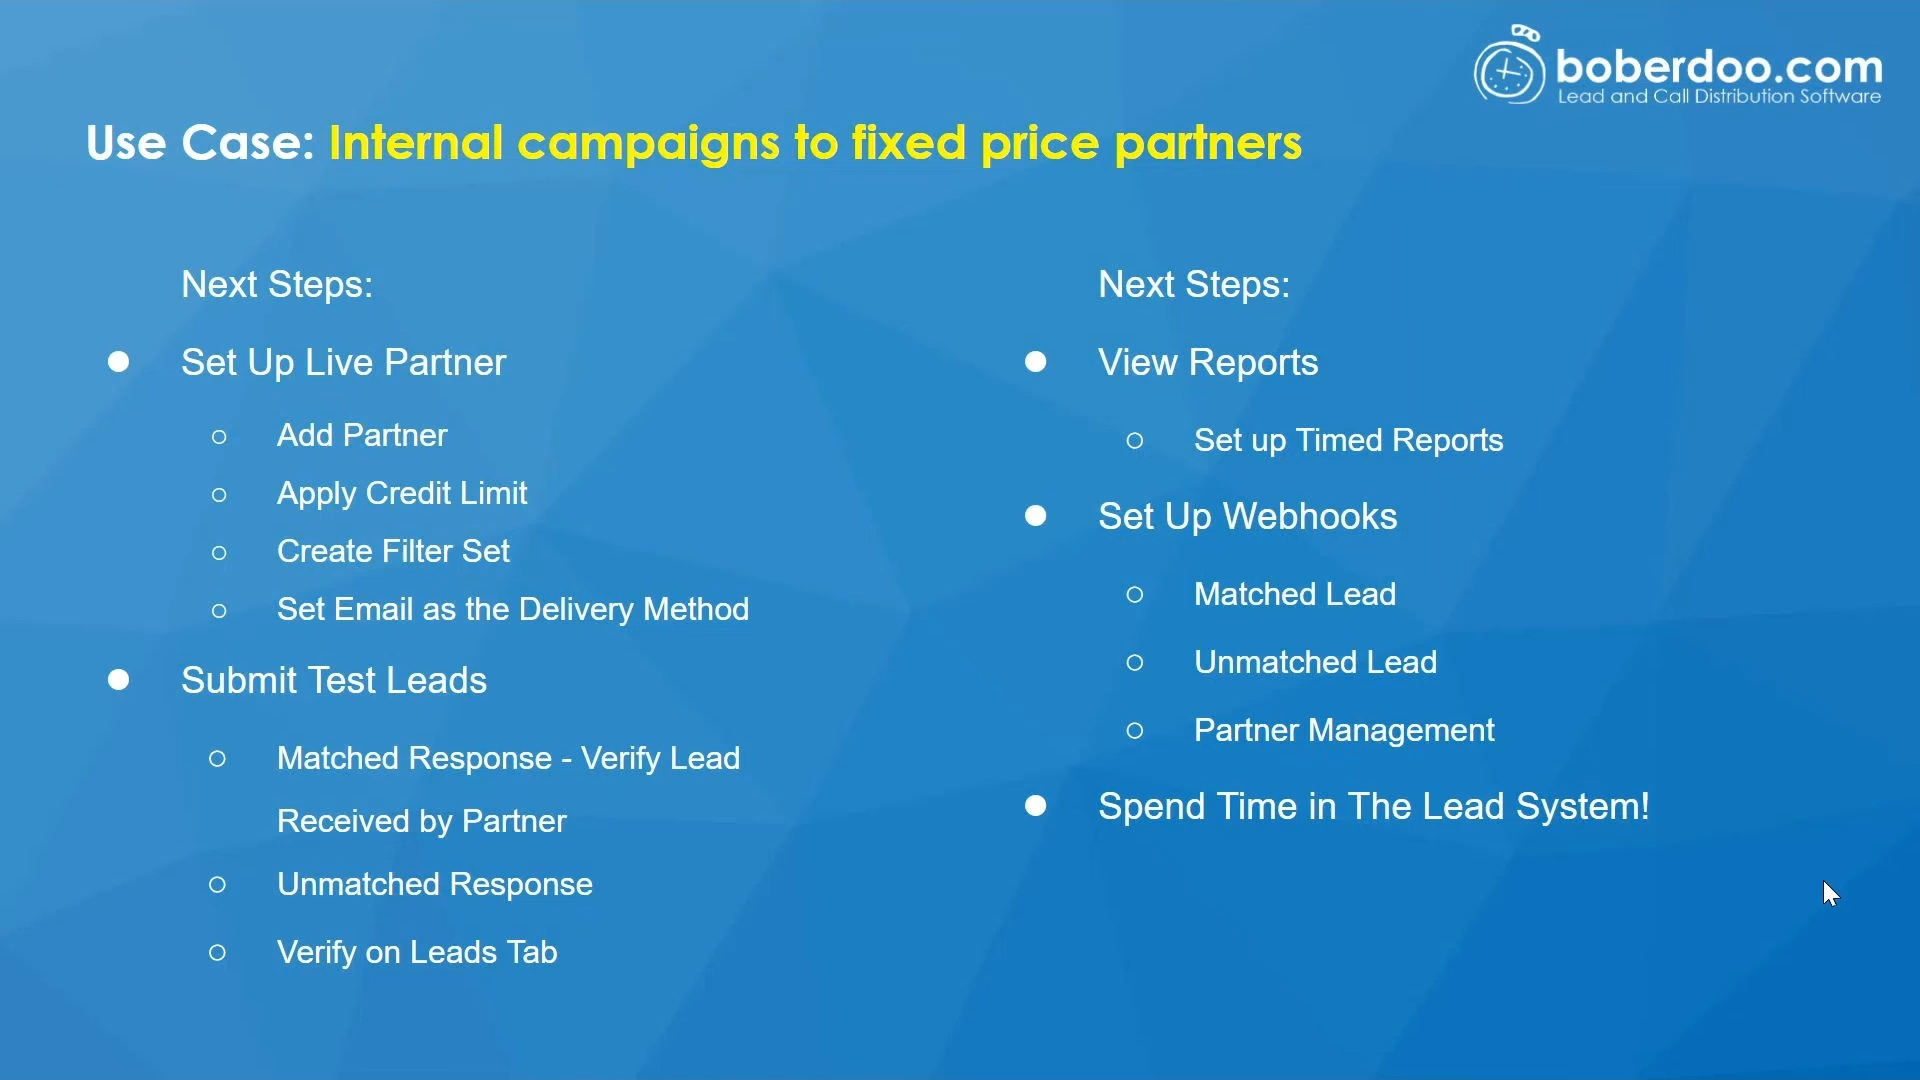 boberdoo.com
Lead and Call Distribution Software
Use Case: Internal campaigns to fixed price partners
Next Steps:
● Set Up Live Partner
○ Add Partner
○ Apply Credit Limit
○ Create Filter Set
○ Set Email as the Delivery Method
● Submit Test Leads
○ Matched Response - Verify Lead
Received by Partner
○ Unmatched Response
○ Verify on Leads Tab
Next Steps:
● View Reports
○ Set up Timed Reports
● Set Up Webhooks
○ Matched Lead
○ Unmatched Lead
○ Partner Management
● Spend Time in The Lead System!